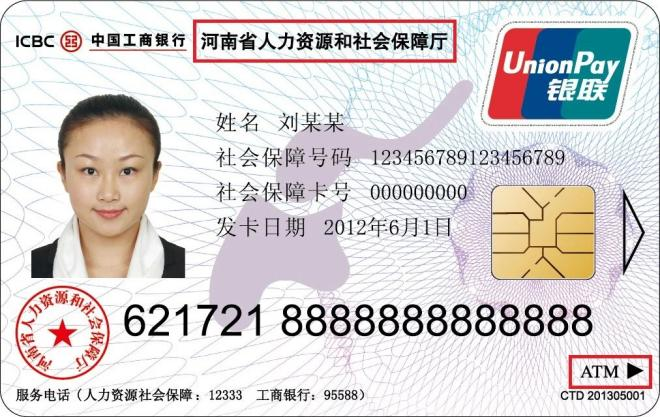 ICBC 中国工商银行 河南省人力资源和社会保障厅
UnionPay
银联
姓名 刘某某
社会保障号码 123456789123456789
社会保障卡号 000000000
发卡日期 2012年6月1日
河南省人力资源和社会保障厅
621721 8888888888888
ATM ▶
服务电话（人力资源社会保障：12333 工商银行：95588）
CTD 201305001